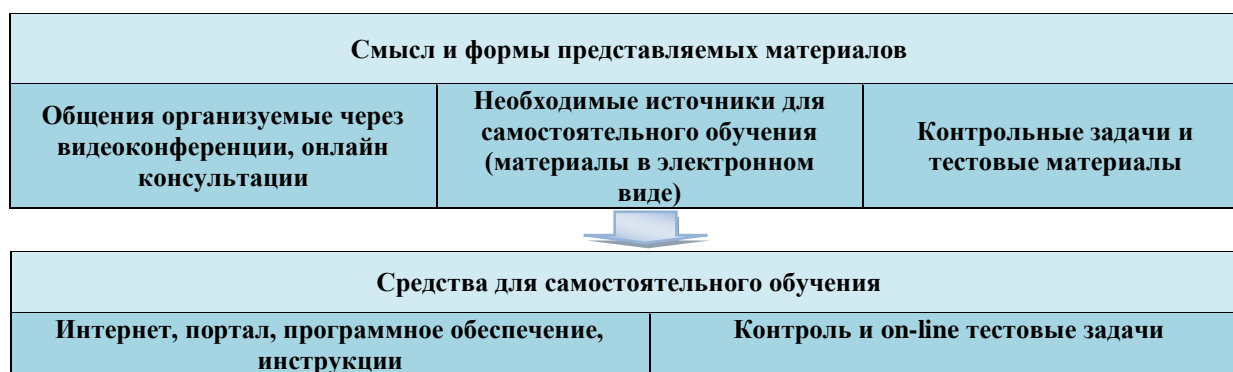 Смысл и формы представляемых материалов
Общения организуемые через
видеоконференции, онлайн
консультации
Необходимые источники для
самостоятельного обучения
(материалы в электронном
виде)
Контрольные задачи и
тестовые материалы
Средства для самостоятельного обучения
Интернет, портал, программное обеспечение,
инструкции
Контроль и on-line тестовые задачи